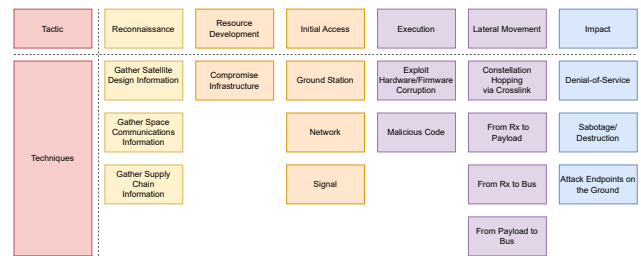 Tactic
Reconnaissance
Resource
Development
Initial Access
Execution
Lateral Movement
Impact
Techniques
Gather Satellite
Design Information
Compromise
Infrastructure
Ground Station
Exploit
Hardware/Firmware
Corruption
Constellation
Hopping
via Crosslink
Denial-of-Service
Gather Space
Communications
Information
Network
Malicious Code
From Rx to
Payload
Sabotage/
Destruction
Gather Supply
Chain
Information
Signal
From Rx to Bus
Attack Endpoints on
the Ground
From Payload to
Bus